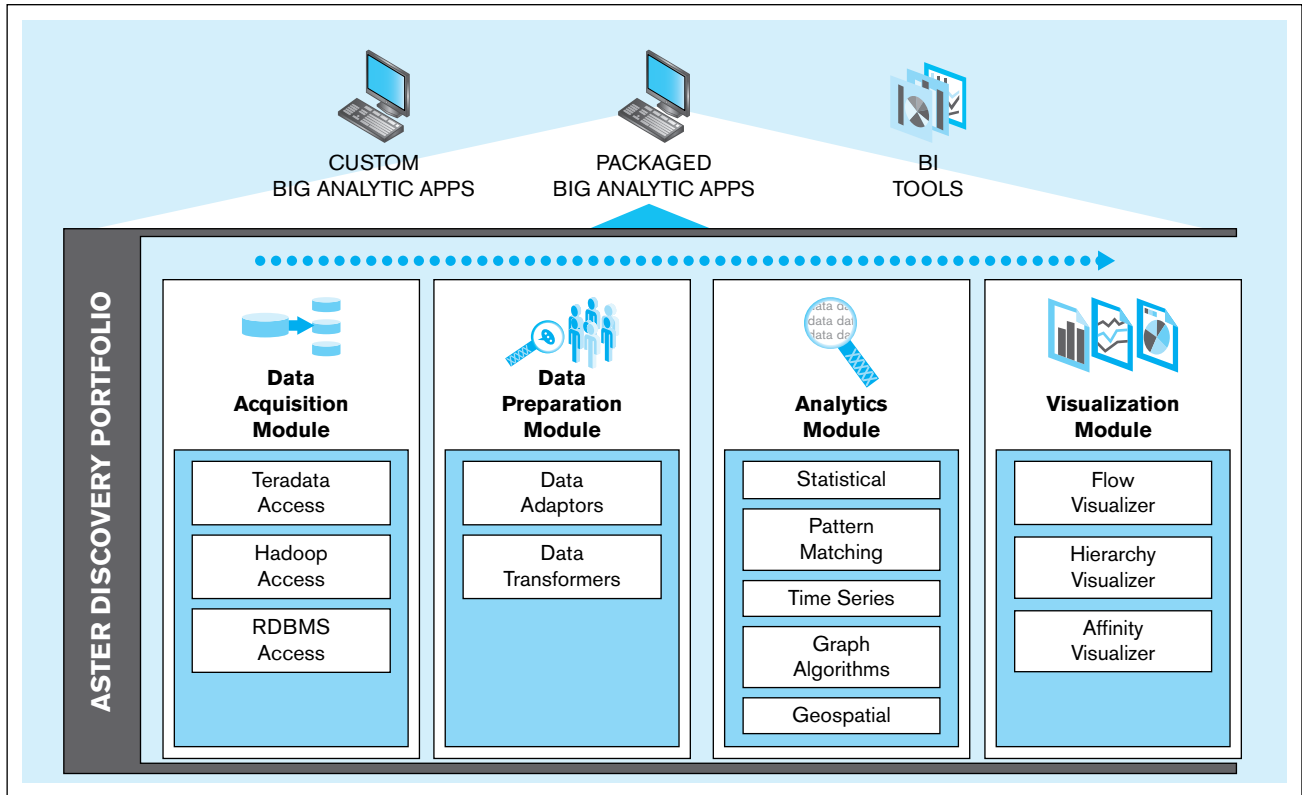 CUSTOM
BIG ANALYTIC APPS
PACKAGED
BIG ANALYTIC APPS
BI
TOOLS
ASTER DISCOVERY PORTFOLIO
Data
Acquisition
Module
Teradata
Access
Hadoop
Access
RDBMS
Access
Data
Preparation
Module
Data
Adaptors
Data
Transformers
data da
data dat
data da
Analytics
Module
Statistical
Pattern
Matching
Time Series
Graph
Algorithms
Geospatial
Visualization
Module
Flow
Visualizer
Hierarchy
Visualizer
Affinity
Visualizer